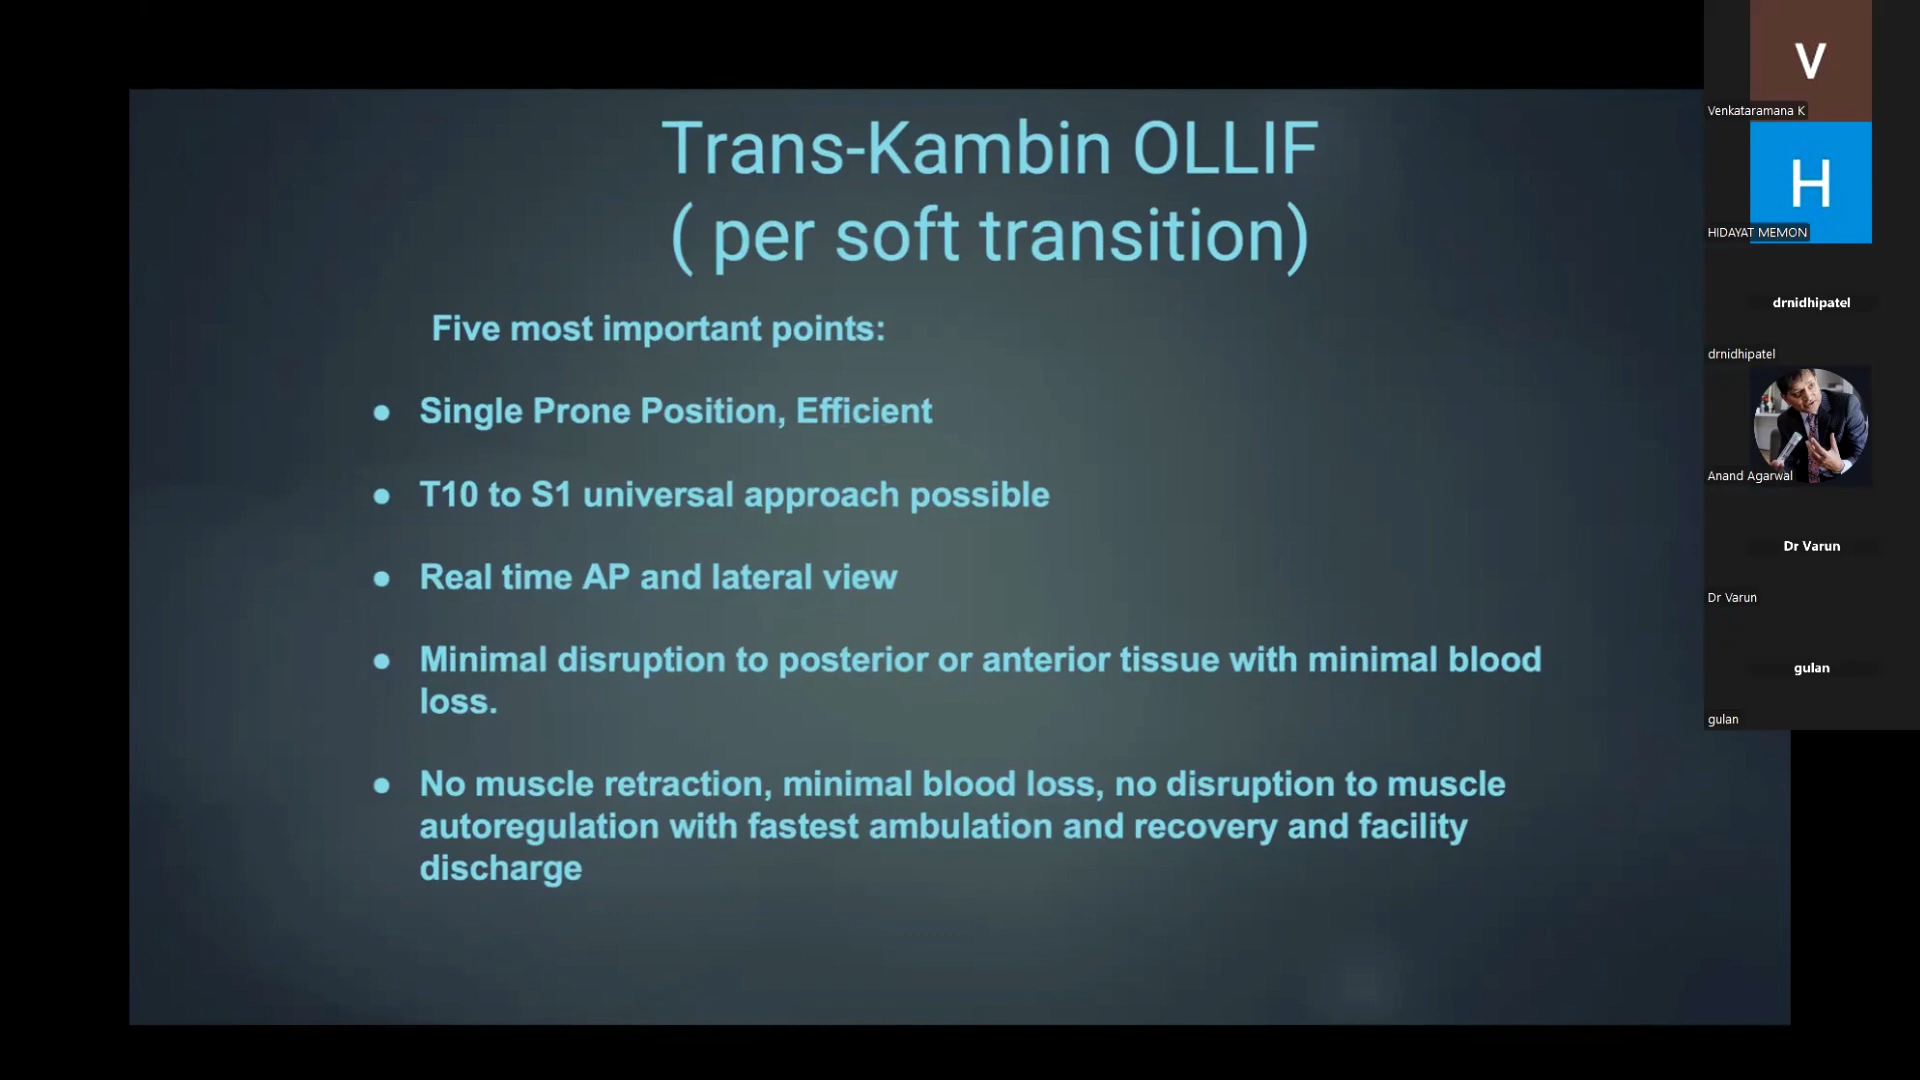 Trans-Kambin OLLIF
( per soft transition)
Five most important points:
● Single Prone Position, Efficient
● T10 to S1 universal approach possible
● Real time AP and lateral view
● Minimal disruption to posterior or anterior tissue with minimal blood
loss.
● No muscle retraction, minimal blood loss, no disruption to muscle
autoregulation with fastest ambulation and recovery and facility
discharge
V
Venkataramana K
H
HIDAYAT MEMON
drnidhipatel
drnidhipatel
Anand Agarwal
Dr Varun
Dr Varun
gulan
gulan